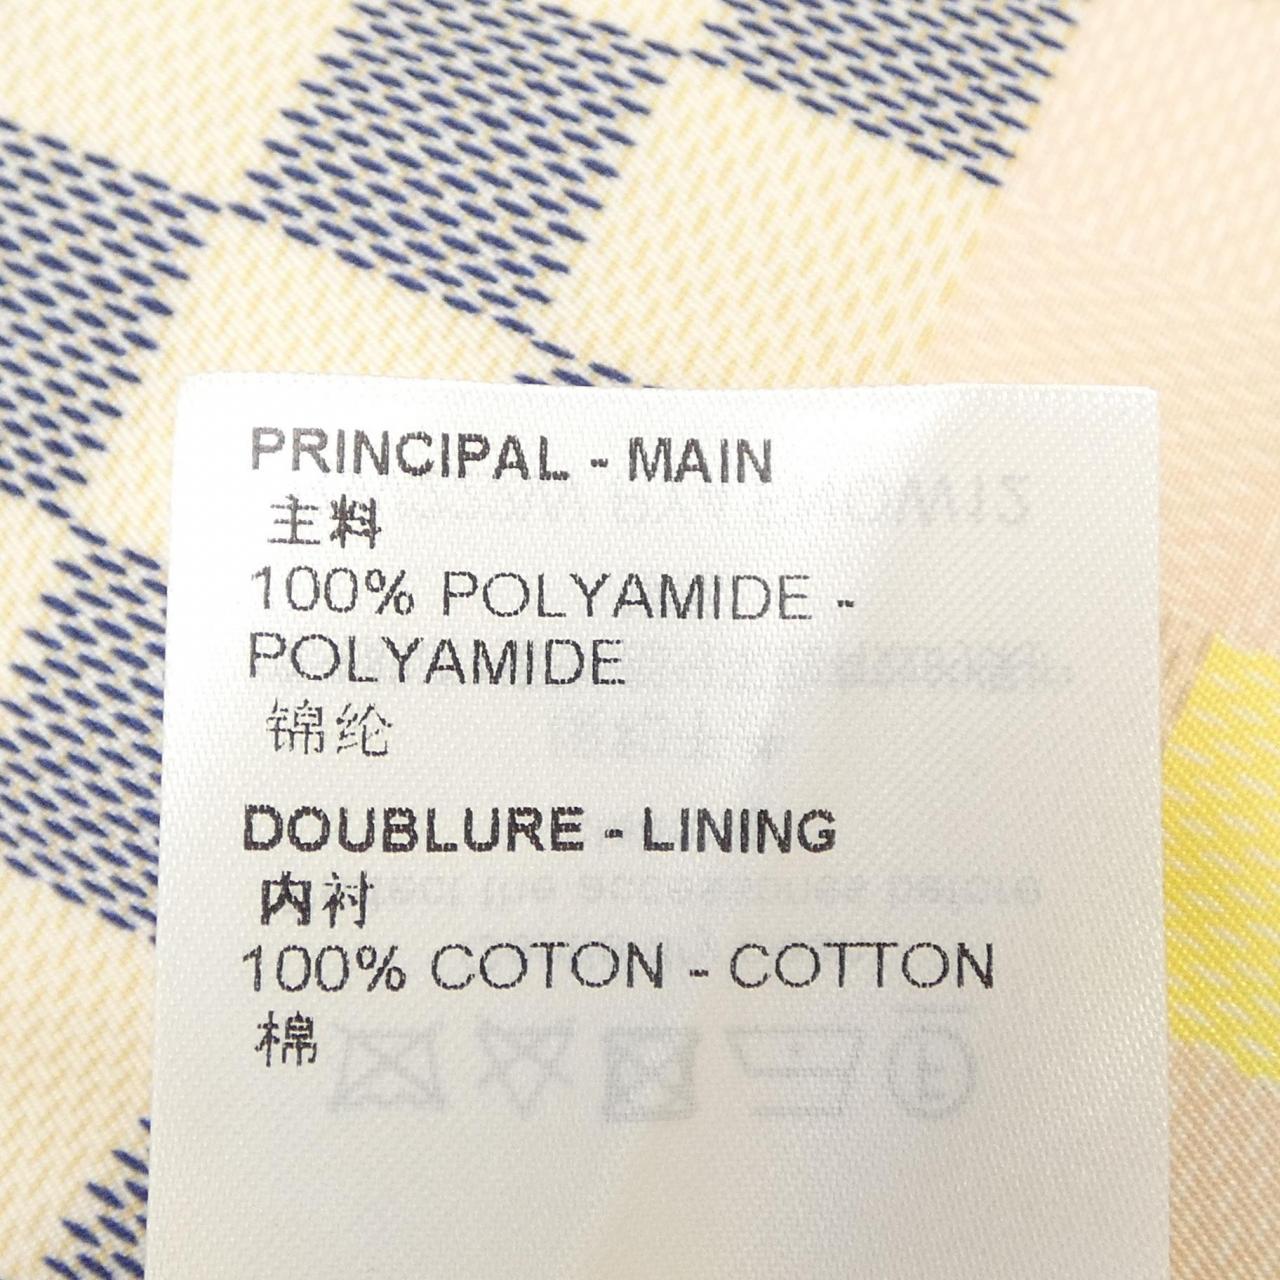 PRINCIPAL - MAIN
主料
100% POLYAMIDE -
POLYAMIDE
锦纶
DOUBLURE - LINING
内衬
100% COTON - COTTON
棉